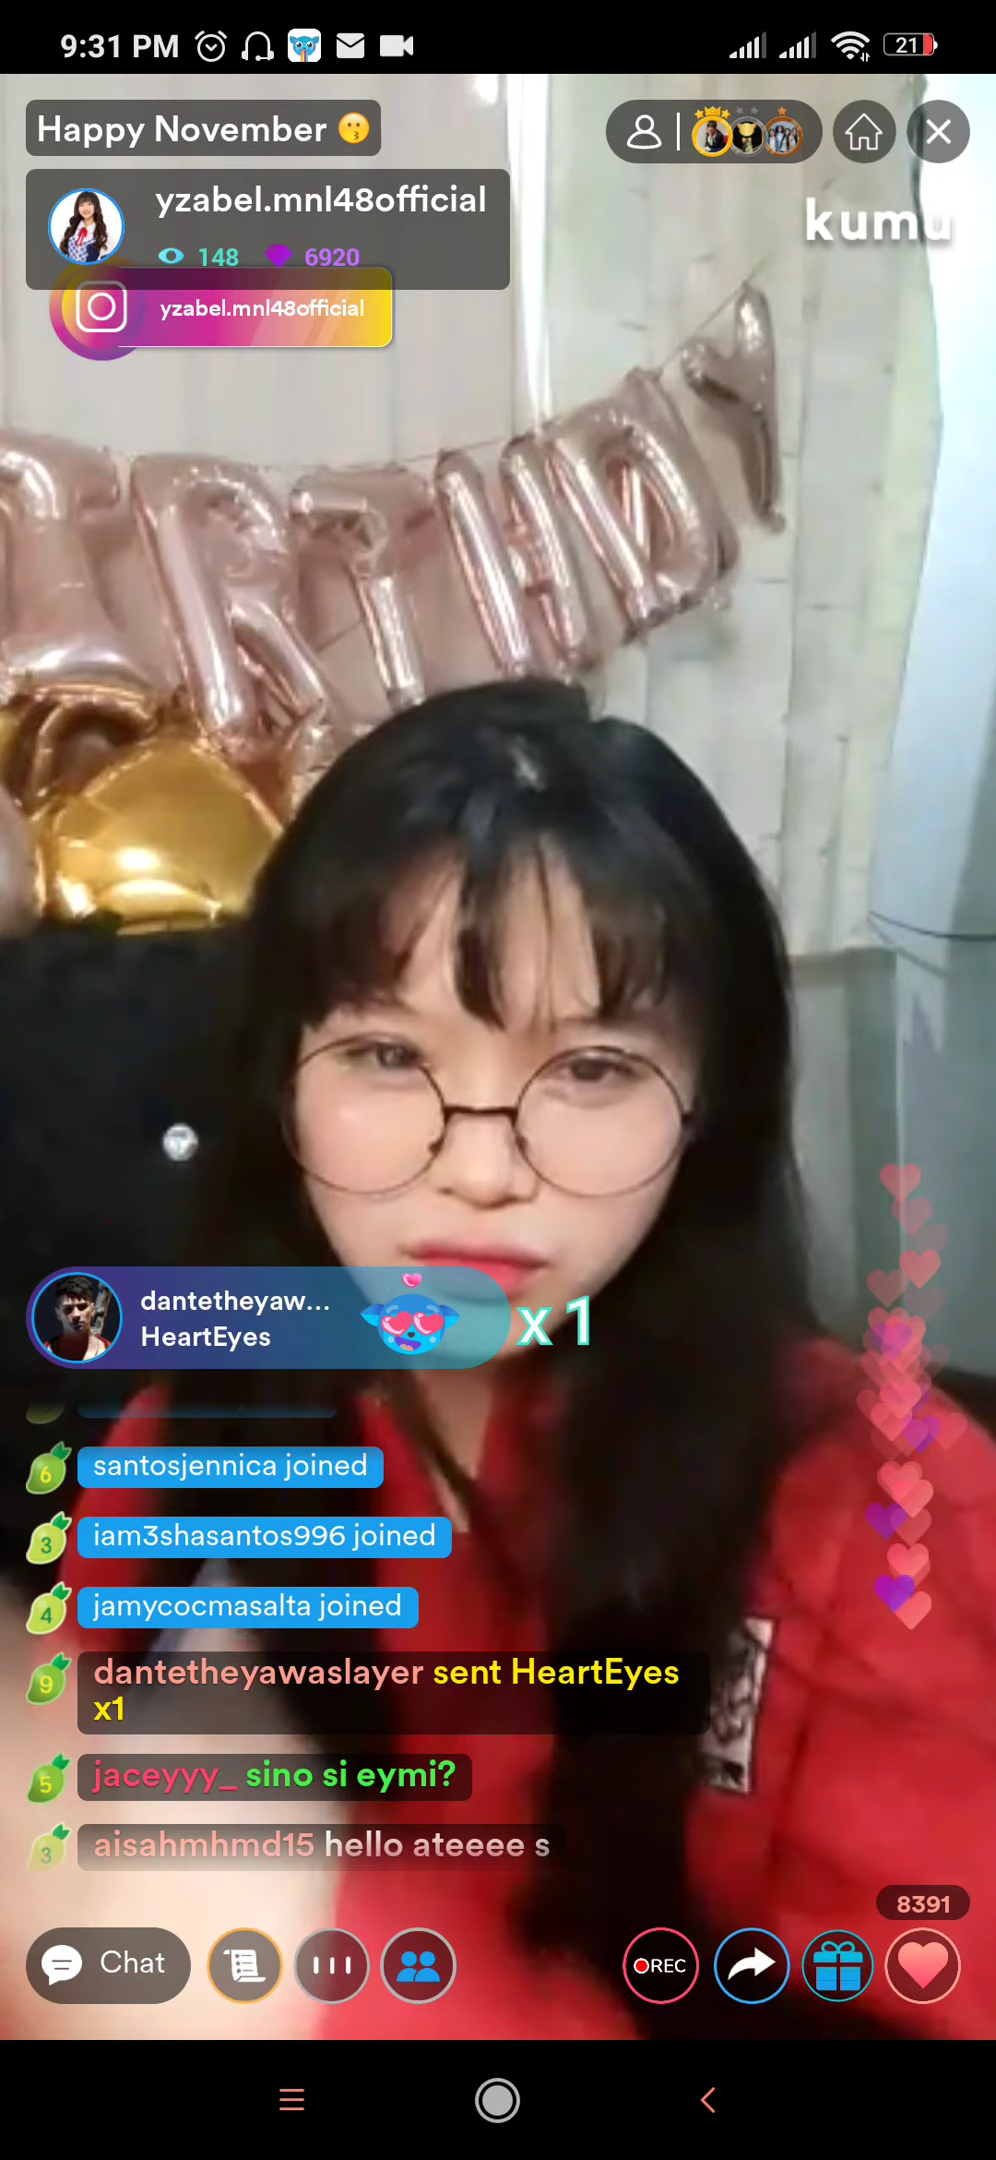 9:31 PM
21
Happy November 😗
yzabel.mnl48official
148 6920
yzabel.mnl48official
kumu
IRTHDY
dantetheyaw...
HeartEyes
x 1
6 santosjennica joined
3 iam3shasantos996 joined
4 jamycocmasalta joined
9 dantetheyawaslayer sent HeartEyes
x1
5 jaceyyy_ sino si eymi?
3 aisahmhmd15 hello ateeee s
8391
Chat
REC